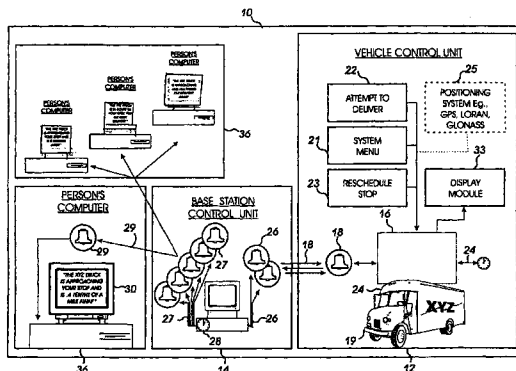 10
PERSON'S
COMPUTER
PERSON'S
COMPUTER
PERSON'S
COMPUTER
36
VEHICLE CONTROL UNIT
22
25
ATTEMPT TO
DELIVER
POSITIONING
SYSTEM Eg.,
GPS, LORAN,
GLONASS
21
SYSTEM
MENU
33
23
RESCHEDULE
STOP
DISPLAY
MODULE
16
PERSON'S
COMPUTER
29
29
"THE XYZ TRUCK
IS APPROACHING
YOUR STOP AND
IS A TENTH OF A
MILE AWAY"
30
36
BASE STATION
CONTROL UNIT
26
27
27
28
26
14
18
18
24
24
XYZ
19
12